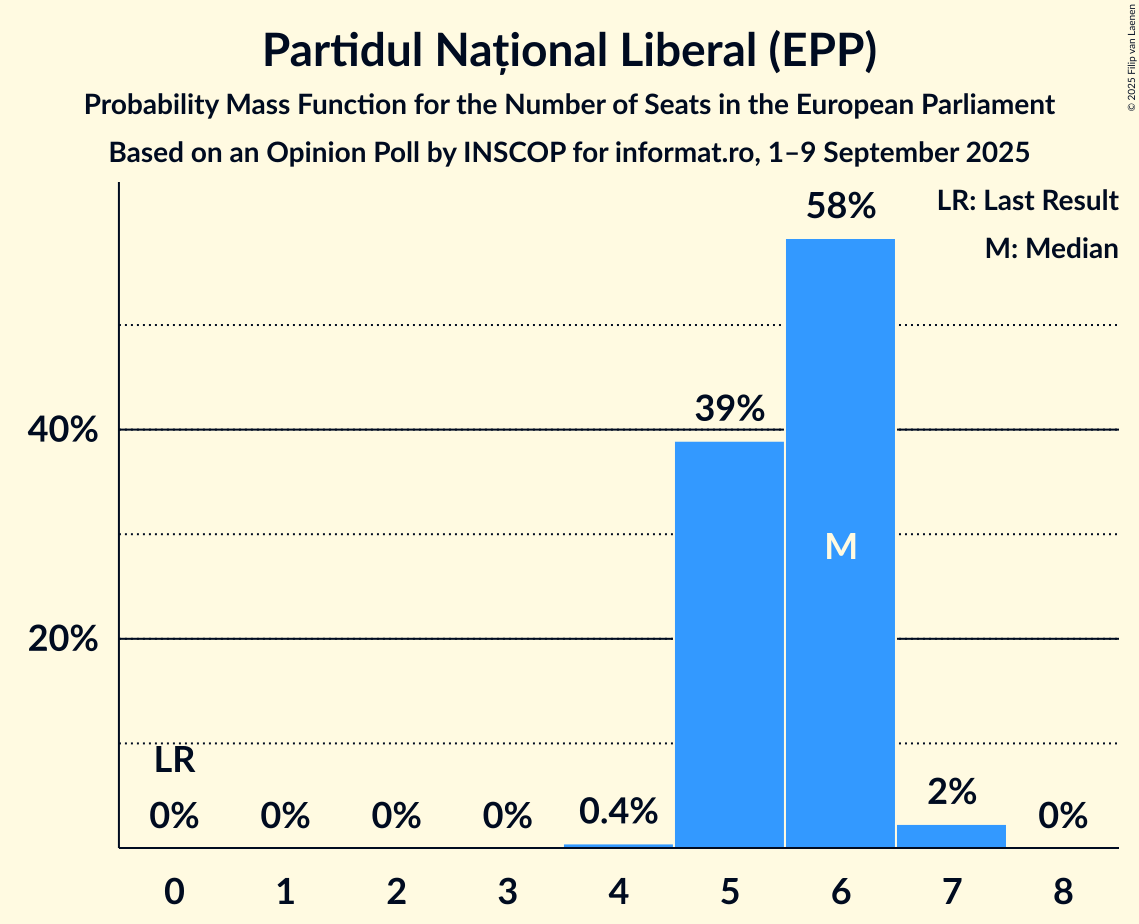 Partidul Național Liberal (EPP)
Probability Mass Function for the Number of Seats in the European Parliament
Based on an Opinion Poll by INSCOP for informat.ro, 1–9 September 2025
© 2025 Filip van Laenen
LR: Last Result
M: Median
58%
39%
40%
M
20%
LR
0% 0% 0% 0% 0.4% 2% 0%
0 1 2 3 4 5 6 7 8